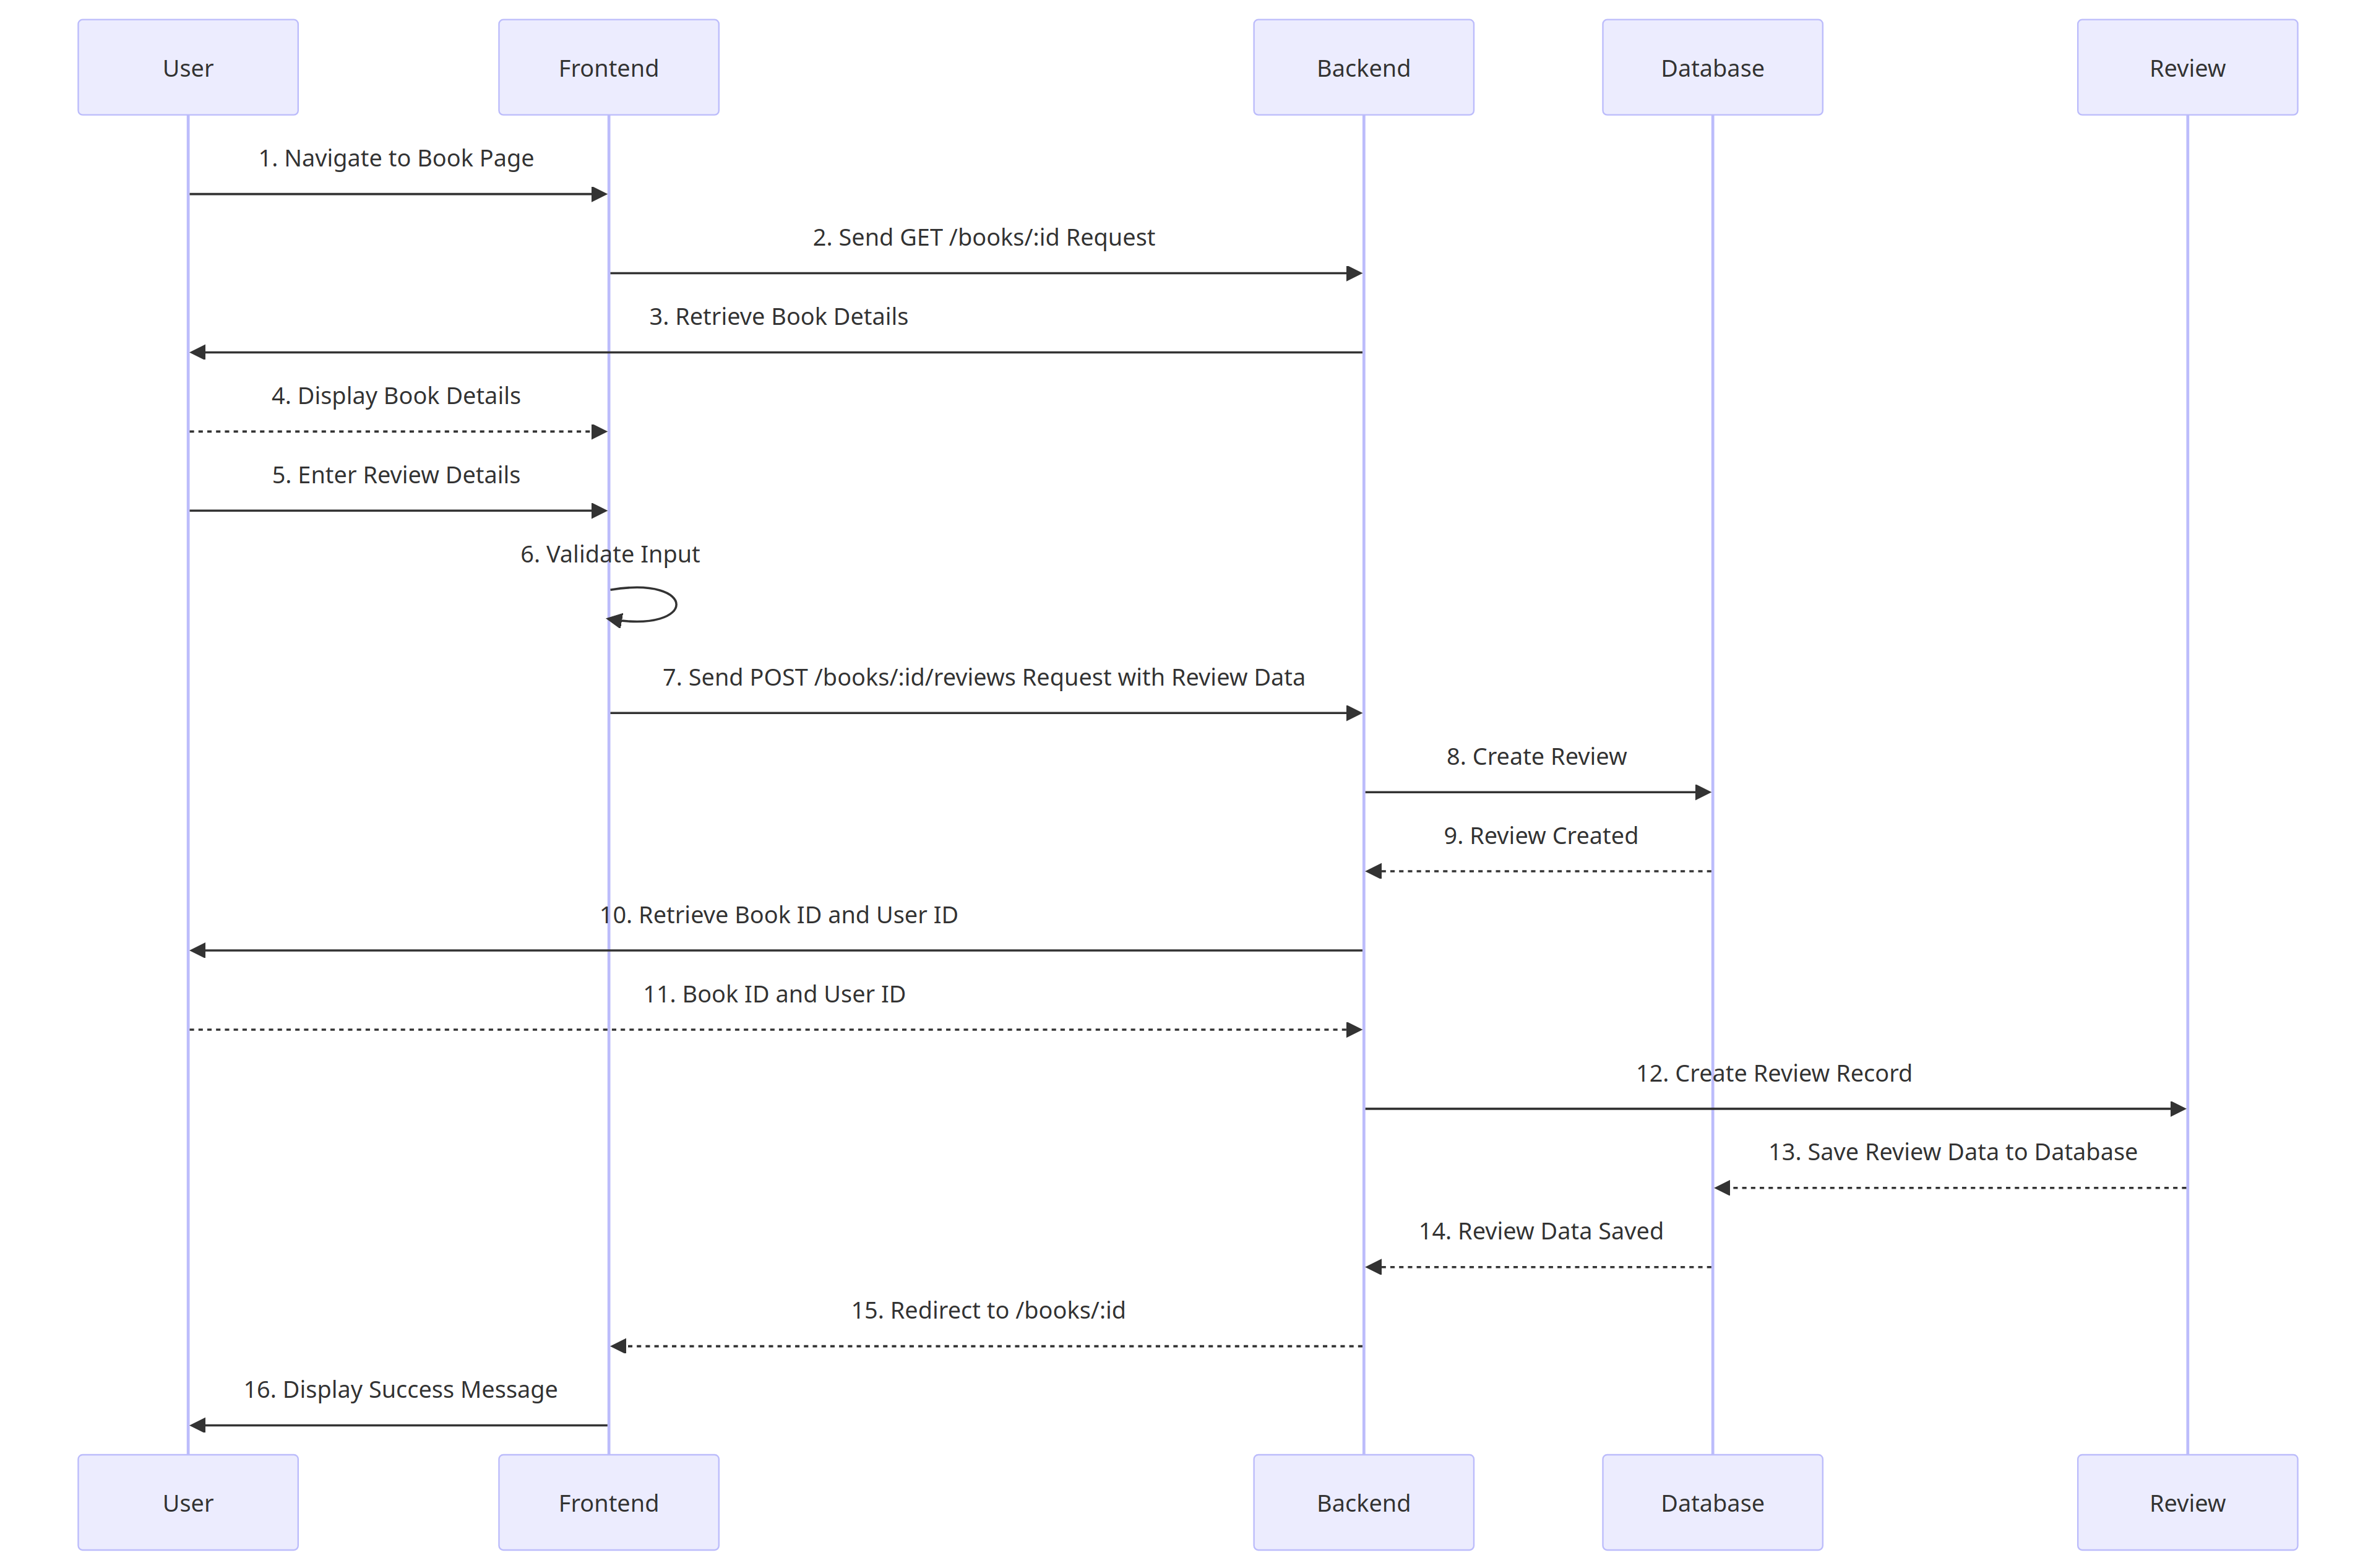 User
Frontend
Backend
Database
Review
1. Navigate to Book Page
2. Send GET /books/:id Request
3. Retrieve Book Details
4. Display Book Details
5. Enter Review Details
6. Validate Input
7. Send POST /books/:id/reviews Request with Review Data
8. Create Review
9. Review Created
10. Retrieve Book ID and User ID
11. Book ID and User ID
12. Create Review Record
13. Save Review Data to Database
14. Review Data Saved
15. Redirect to /books/:id
16. Display Success Message
User
Frontend
Backend
Database
Review